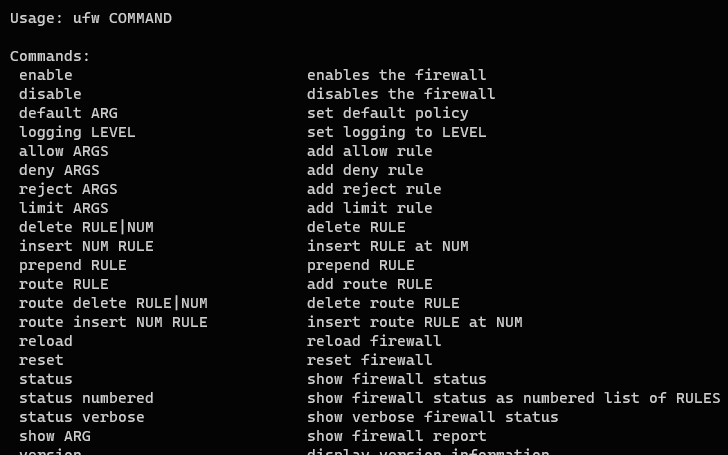 Usage: ufw COMMAND
Commands:
enable enables the firewall
disable disables the firewall
default ARG set default policy
logging LEVEL set logging to LEVEL
allow ARGS add allow rule
deny ARGS add deny rule
reject ARGS add reject rule
limit ARGS add limit rule
delete RULE|NUM delete RULE
insert NUM RULE insert RULE at NUM
prepend RULE prepend RULE
route RULE add route RULE
route delete RULE|NUM delete route RULE
route insert NUM RULE insert route RULE at NUM
reload reload firewall
reset reset firewall
status show firewall status
status numbered show firewall status as numbered list of RULES
status verbose show verbose firewall status
show ARG show firewall report
version display version information